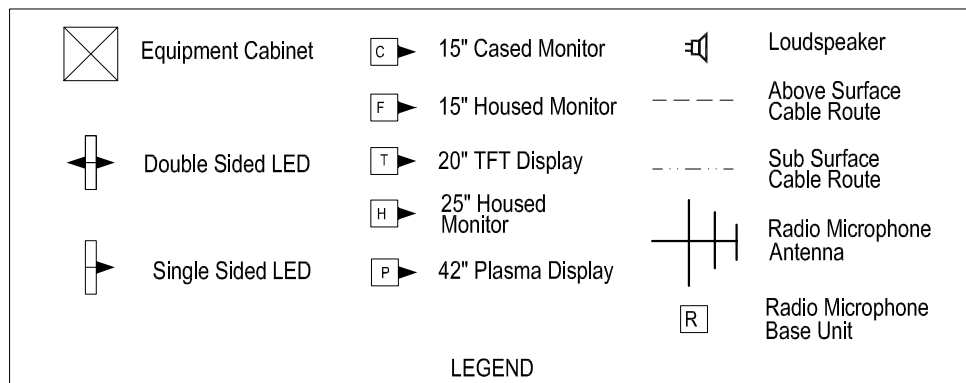 Equipment Cabinet
Double Sided LED
Single Sided LED
C
15" Cased Monitor
F
15" Housed Monitor
T
20" TFT Display
H
25" Housed
Monitor
P
42" Plasma Display
Loudspeaker
Above Surface
Cable Route
Sub Surface
Cable Route
Radio Microphone
Antenna
R
Radio Microphone
Base Unit
LEGEND